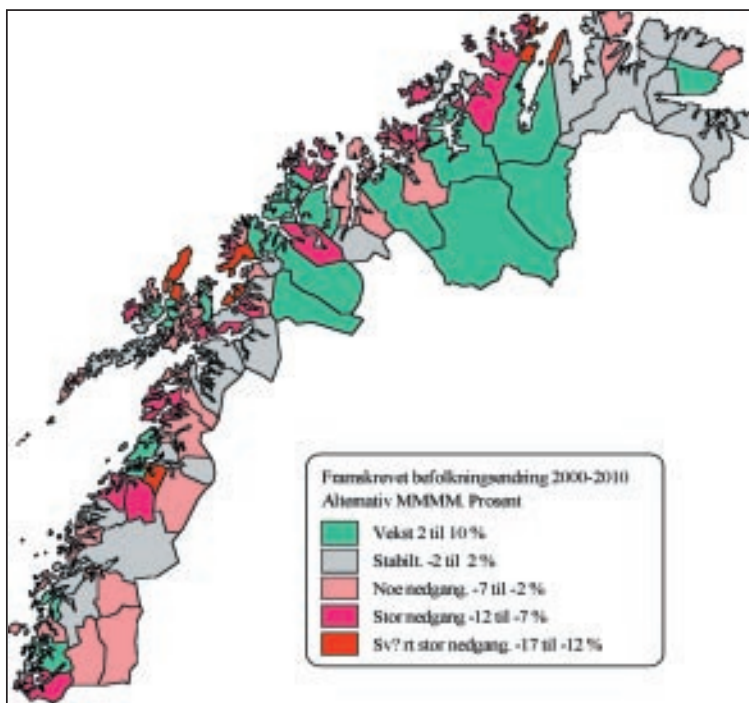 Framskrevet befolkningsendring 2000-2010
Alternativ MMMM. Prosent
Vekst 2 til 10 %
Stabilt. -2 til 2 %
Noe nedgang. -7 til -2 %
Stor nedgang -12 til -7 %
Sv?rt stor nedgang. -17 til -12 %